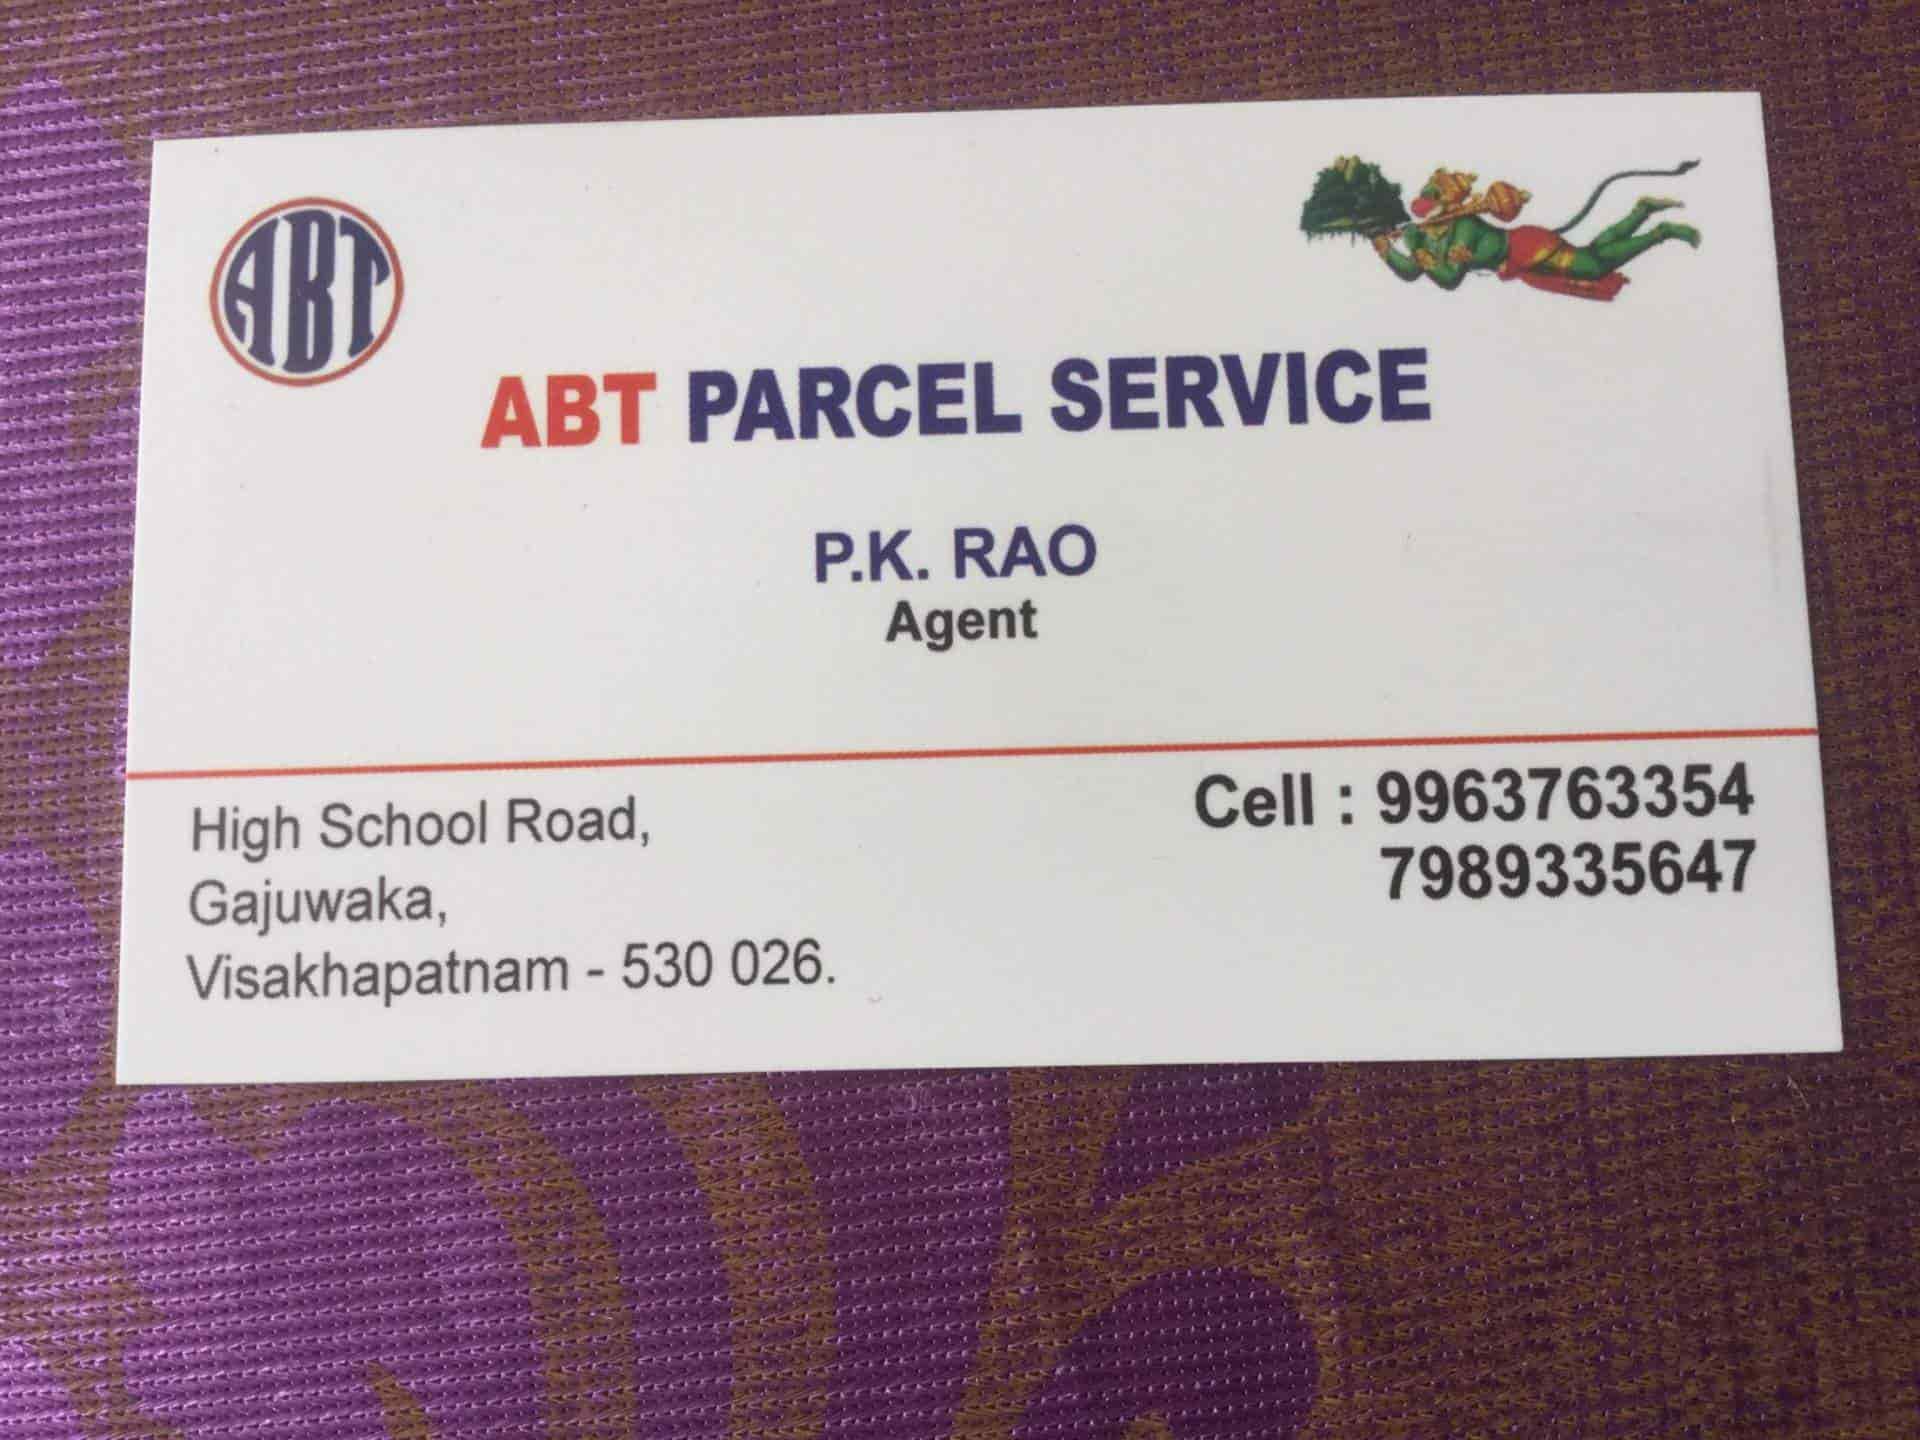 ABT
ABT PARCEL SERVICE
P.K. RAO
Agent
High School Road,
Gajuwaka,
Visakhapatnam - 530 026.
Cell : 9963763354
7989335647